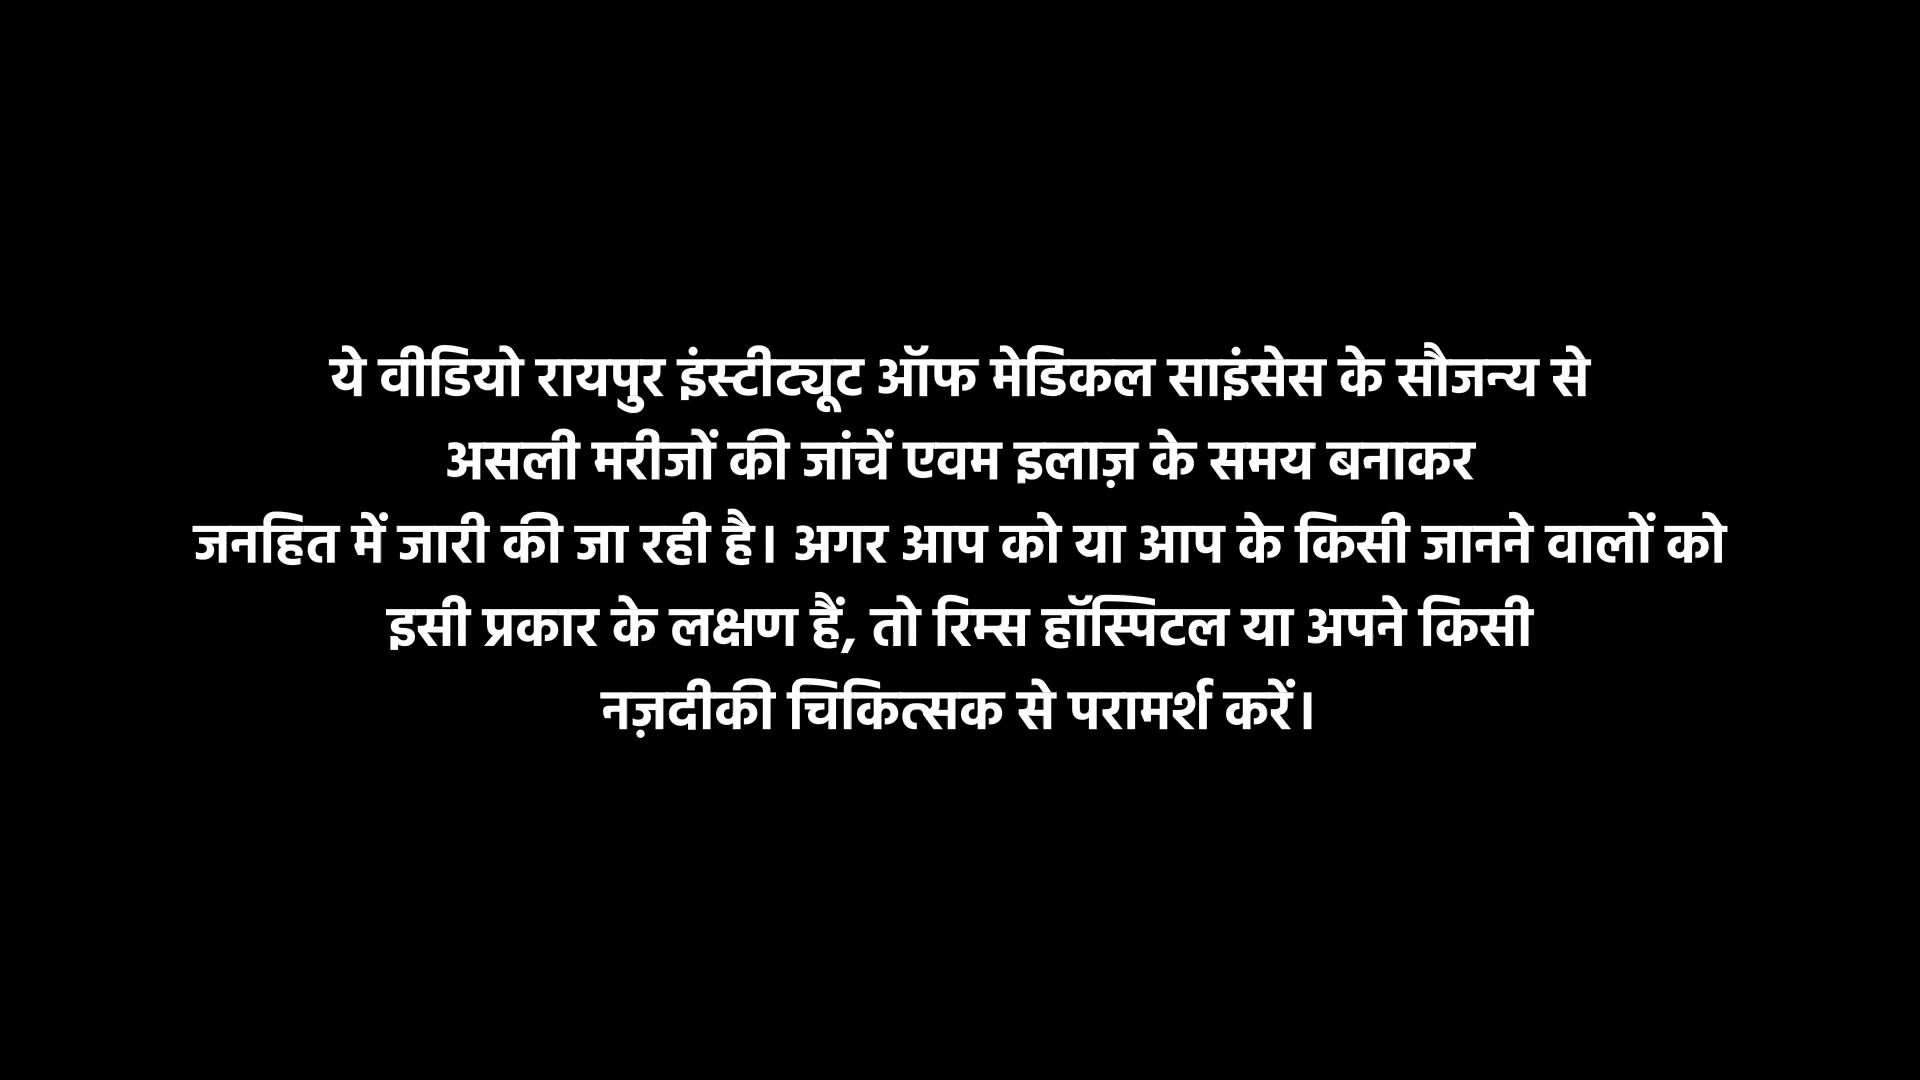 ये वीडियो रायपुर इंस्टीट्यूट ऑफ मेडिकल साइंसेस के सौजन्य से
असली मरीजों की जांचें एवम इलाज़ के समय बनाकर
जनहित में जारी की जा रही है। अगर आप को या आप के किसी जानने वालों को
इसी प्रकार के लक्षण हैं, तो रिम्स हॉस्पिटल या अपने किसी
नज़दीकी चिकित्सक से परामर्श करें।